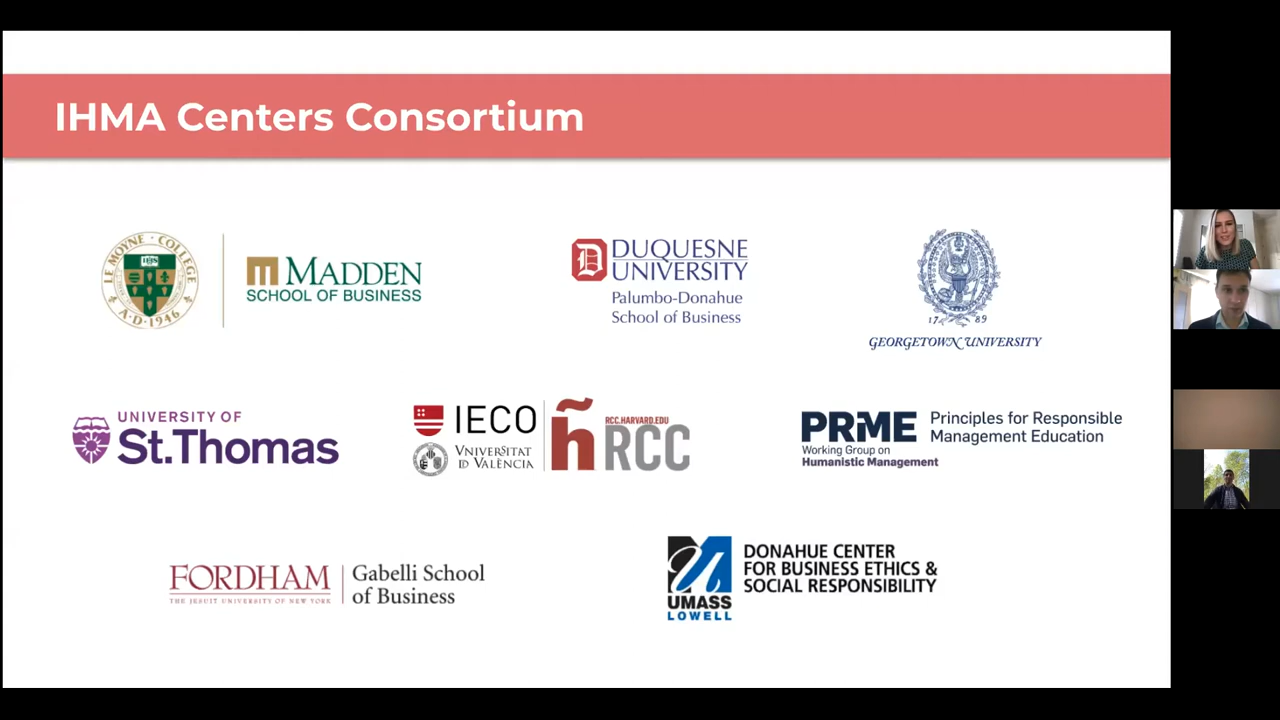 IHMA Centers Consortium
LE MOYNE · COLLEGE
· A · D · 1946 ·
MADDEN
SCHOOL OF BUSINESS
D DUQUESNE
UNIVERSITY
Palumbo-Donahue
School of Business
17 89
GEORGETOWN UNIVERSITY
UNIVERSITY OF
St.Thomas
IECO
VNIVERSITAT
ID VALÈNCIA
RCC.HARVARD.EDU
h̃ RCC
PRME
Working Group on
Humanistic Management
Principles for Responsible
Management Education
FORDHAM
THE JESUIT UNIVERSITY OF NEW YORK
Gabelli School
of Business
UMASS
LOWELL
DONAHUE CENTER
FOR BUSINESS ETHICS &
SOCIAL RESPONSIBILITY